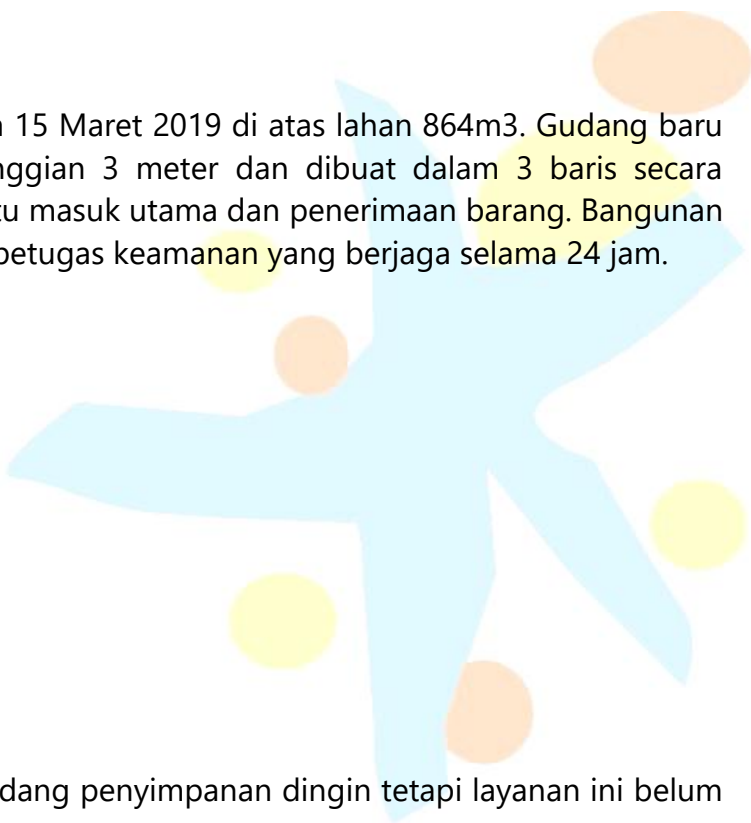 15 Maret 2019 di atas lahan 864m3. Gudang baru
nggian 3 meter dan dibuat dalam 3 baris secara
tu masuk utama dan penerimaan barang. Bangunan
petugas keamanan yang berjaga selama 24 jam.
dang penyimpanan dingin tetapi layanan ini belum